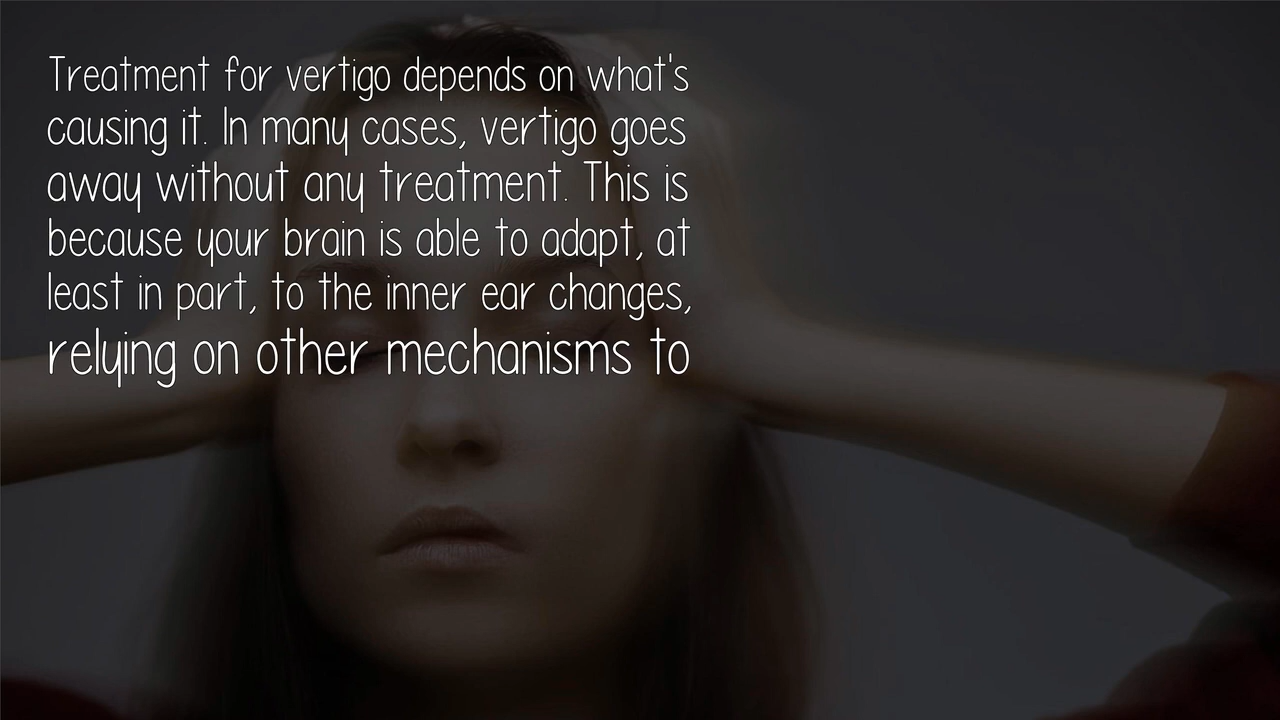 Treatment for vertigo depends on what's
causing it. In many cases, vertigo goes
away without any treatment. This is
because your brain is able to adapt, at
least in part, to the inner ear changes,
relying on other mechanisms to